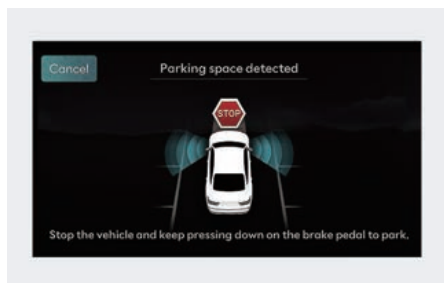 Cancel
Parking space detected
STOP
Stop the vehicle and keep pressing down on the brake pedal to park.